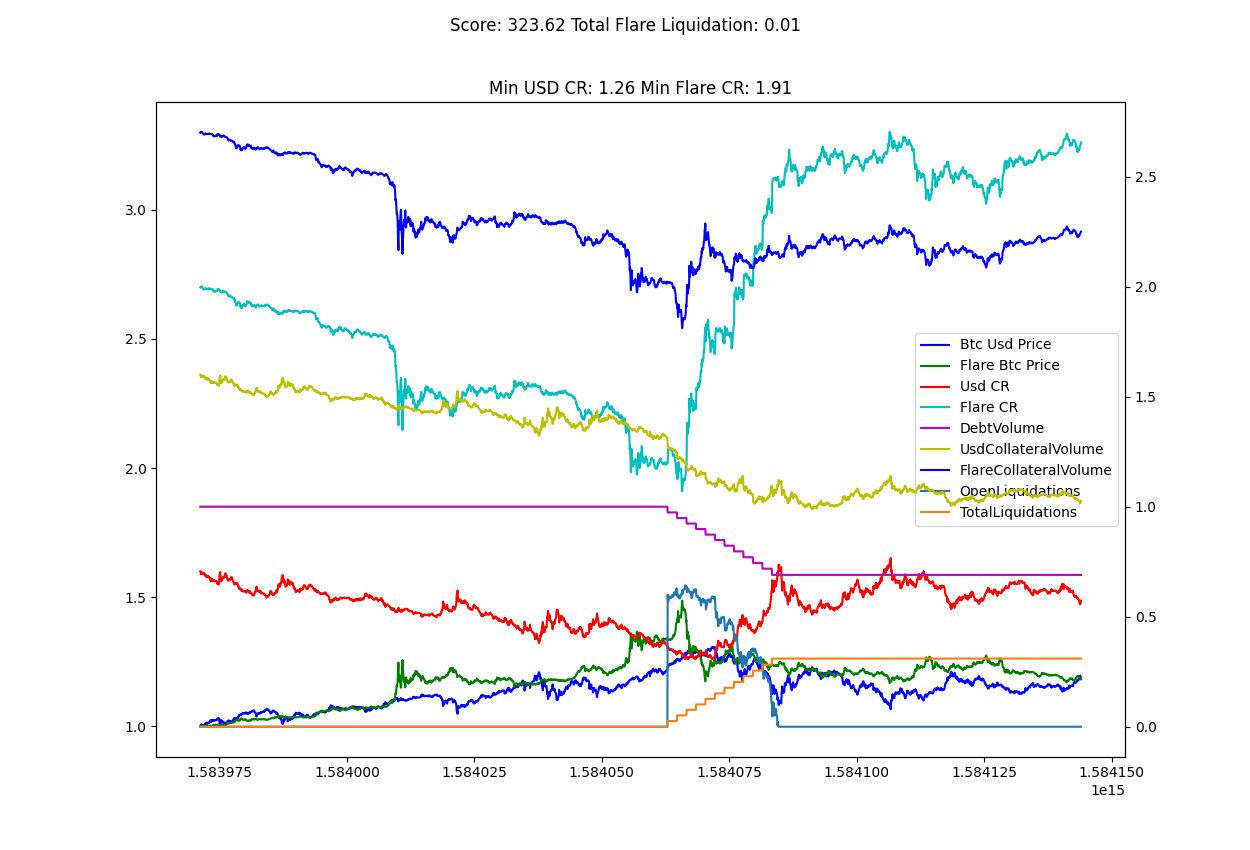 Score: 323.62 Total Flare Liquidation: 0.01
Min USD CR: 1.26 Min Flare CR: 1.91
3.0
2.5
2.0
1.5
1.0
2.5
2.0
1.5
1.0
0.5
0.0
Btc Usd Price
Flare Btc Price
Usd CR
Flare CR
DebtVolume
UsdCollateralVolume
FlareCollateralVolume
OpenLiquidations
TotalLiquidations
1.583975 1.584000 1.584025 1.584050 1.584075 1.584100 1.584125 1.584150
1e15